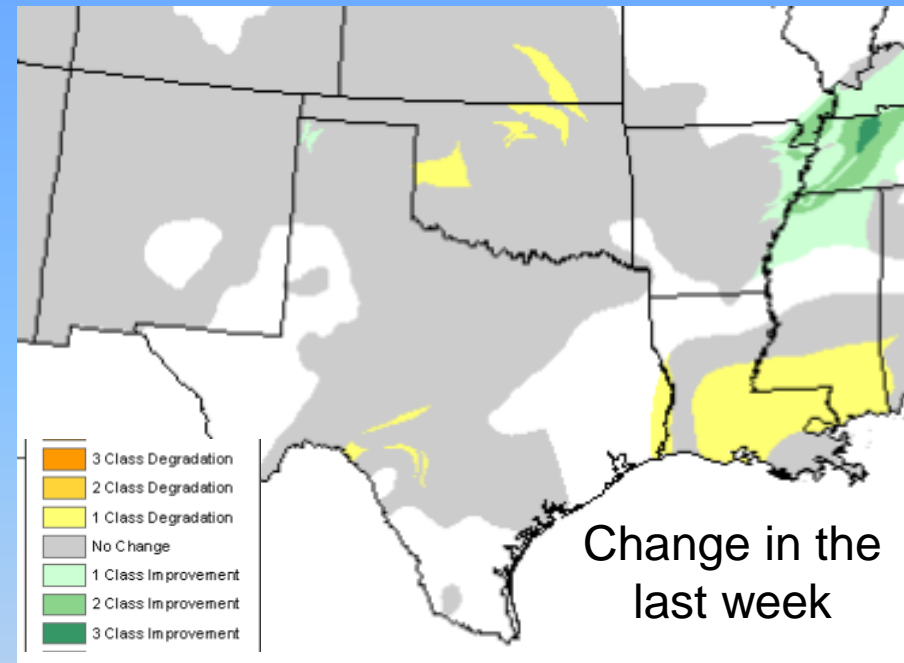 3 Class Degradation
2 Class Degradation
1 Class Degradation
No Change
1 Class Improvement
2 Class Improvement
3 Class Improvement
Change in the
last week